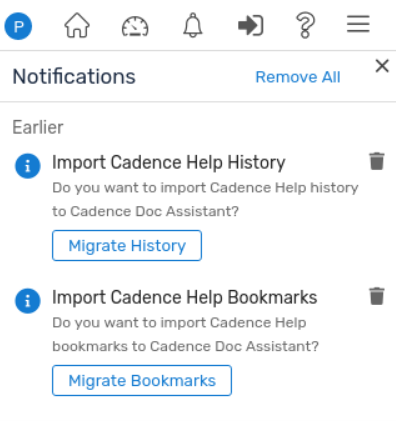 P
Notifications Remove All
Earlier
Import Cadence Help History
Do you want to import Cadence Help history
to Cadence Doc Assistant?
Migrate History
Import Cadence Help Bookmarks
Do you want to import Cadence Help
bookmarks to Cadence Doc Assistant?
Migrate Bookmarks